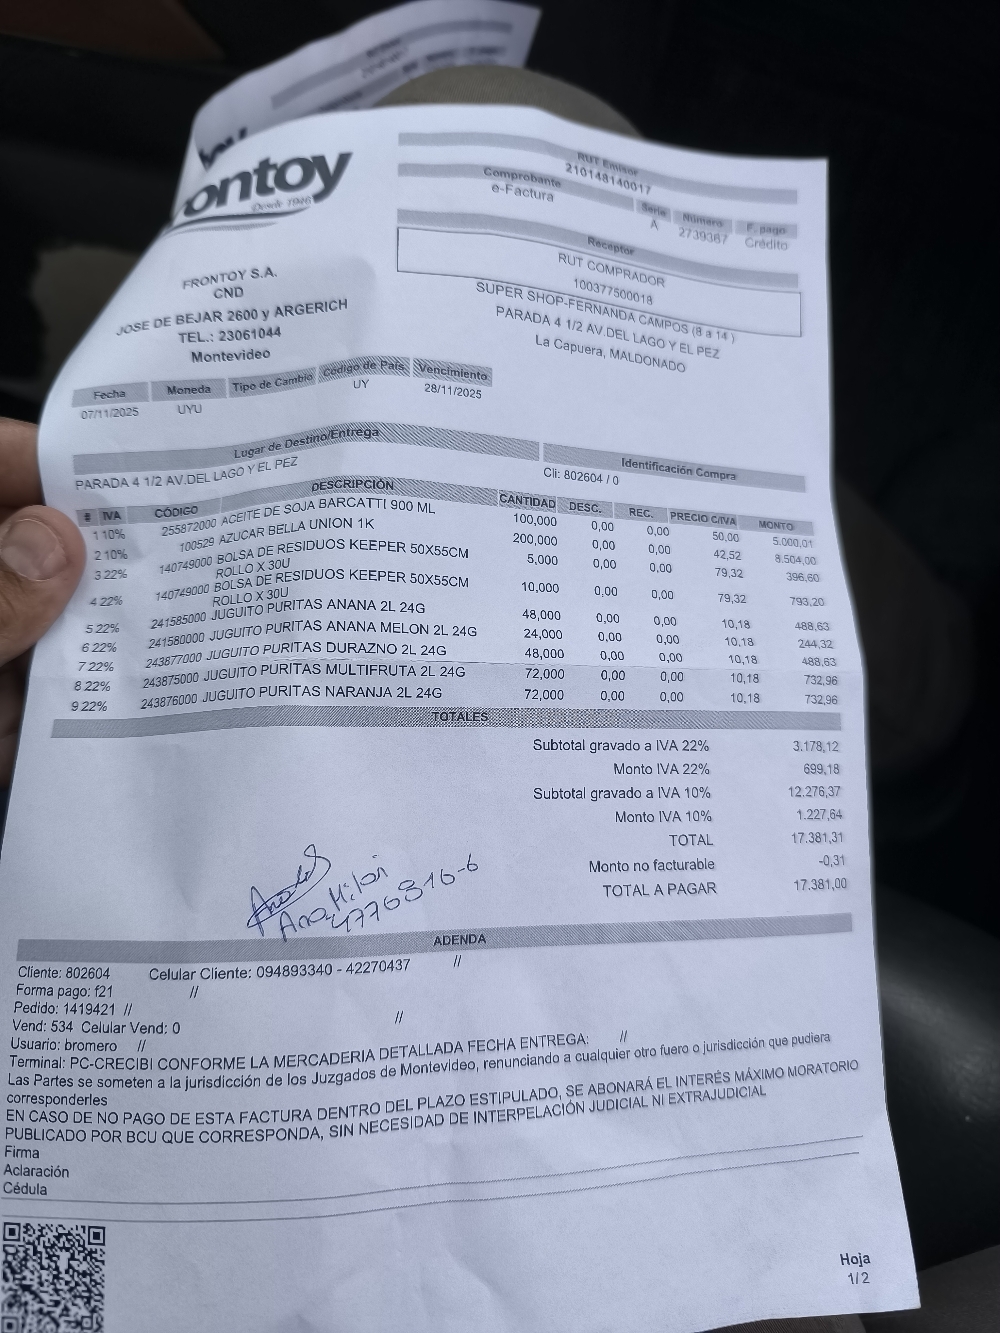 ontoy
Desde 1946
RUT Emisor
210148140017
Comprobante
e-Factura
Serie Número F. pago
A 2739387 Crédito
Receptor
RUT COMPRADOR
100377500018
SUPER SHOP-FERNANDA CAMPOS (8 a 14 )
PARADA 4 1/2 AV.DEL LAGO Y EL PEZ
La Capuera, MALDONADO
FRONTOY S.A.
CND
JOSE DE BEJAR 2600 y ARGERICH
TEL.: 23061044
Montevideo
Fecha Moneda Tipo de Cambio Código de País Vencimiento
07/11/2025 UYU UY 28/11/2025
Lugar de Destino/Entrega Identificación Compra
PARADA 4 1/2 AV.DEL LAGO Y EL PEZ Cli: 802604 / 0
# IVA CÓDIGO DESCRIPCIÓN CANTIDAD DESC. REC. PRECIO C/IVA MONTO
1 10% 255872000 ACEITE DE SOJA BARCATTI 900 ML 100,000 0,00 0,00 50,00 5.000,01
2 10% 100529 AZUCAR BELLA UNION 1K 200,000 0,00 0,00 42,52 8.504,00
3 22% 140749000 BOLSA DE RESIDUOS KEEPER 50X55CM 5,000 0,00 0,00 79,32 396,60
ROLLO X 30U
4 22% 140749000 BOLSA DE RESIDUOS KEEPER 50X55CM 10,000 0,00 0,00 79,32 793,20
ROLLO X 30U
5 22% 241585000 JUGUITO PURITAS ANANA 2L 24G 48,000 0,00 0,00 10,18 488,63
6 22% 241580000 JUGUITO PURITAS ANANA MELON 2L 24G 24,000 0,00 0,00 10,18 244,32
7 22% 243877000 JUGUITO PURITAS DURAZNO 2L 24G 48,000 0,00 0,00 10,18 488,63
8 22% 243875000 JUGUITO PURITAS MULTIFRUTA 2L 24G 72,000 0,00 0,00 10,18 732,96
9 22% 243876000 JUGUITO PURITAS NARANJA 2L 24G 72,000 0,00 0,00 10,18 732,96
TOTALES
Subtotal gravado a IVA 22% 3.178,12
Monto IVA 22% 699,18
Subtotal gravado a IVA 10% 12.276,37
Monto IVA 10% 1.227,64
TOTAL 17.381,31
Monto no facturable -0,31
TOTAL A PAGAR 17.381,00
Ana Milan
4776816-6
ADENDA
Cliente: 802604 Celular Cliente: 094893340 - 42270437 //
Forma pago: f21 //
Pedido: 1419421 //
Vend: 534 Celular Vend: 0 //
Usuario: bromero //
Terminal: PC-CRECIBI CONFORME LA MERCADERIA DETALLADA FECHA ENTREGA: //
Las Partes se someten a la jurisdicción de los Juzgados de Montevideo, renunciando a cualquier otro fuero o jurisdicción que pudiera
corresponderles
EN CASO DE NO PAGO DE ESTA FACTURA DENTRO DEL PLAZO ESTIPULADO, SE ABONARÁ EL INTERÉS MÁXIMO MORATORIO
PUBLICADO POR BCU QUE CORRESPONDA, SIN NECESIDAD DE INTERPELACIÓN JUDICIAL NI EXTRAJUDICIAL
Firma
Aclaración
Cédula
Hoja
1/2